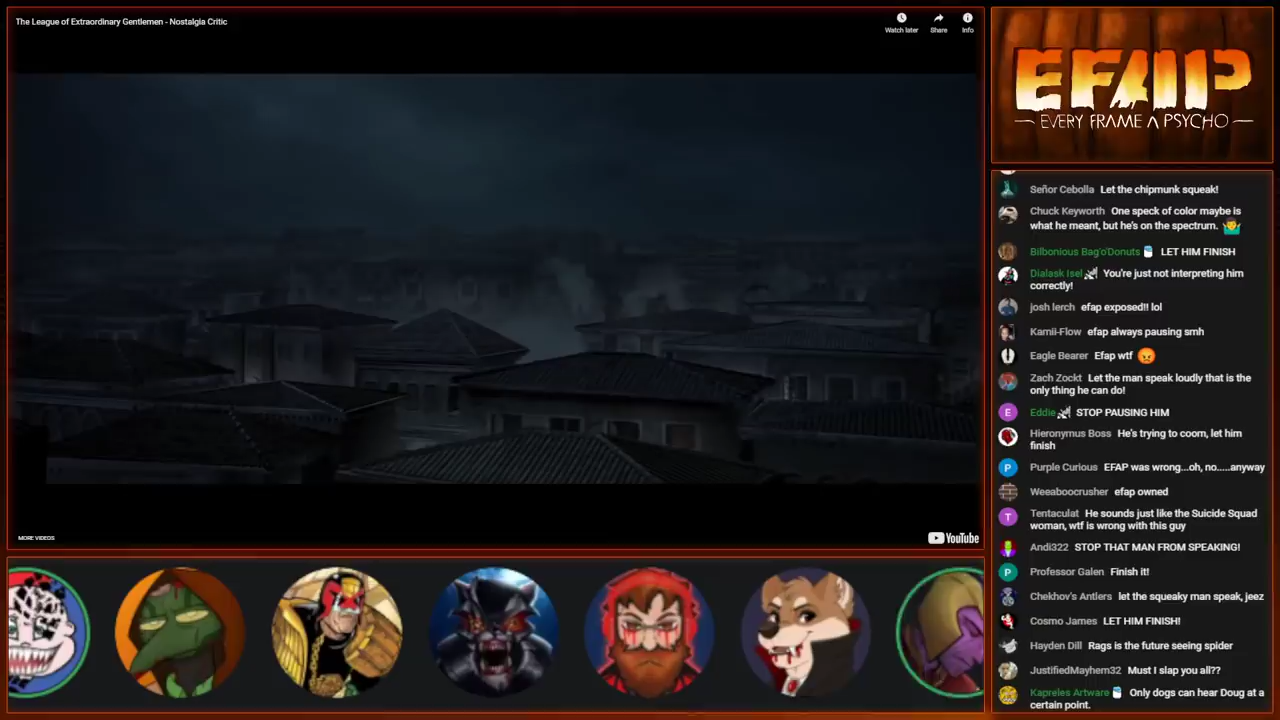 The League of Extraordinary Gentlemen - Nostalgia Critic
Watch later
Share
Info
MORE VIDEOS
YouTube
EFAP
EVERY FRAME A PSYCHO
Señor Cebolla Let the chipmunk squeak!
Chuck Keyworth One speck of color maybe is
what he meant, but he's on the spectrum. 🤷‍♂️
Bilbonious Bag'o'Donuts LET HIM FINISH
Dialask Isel You're just not interpreting him
correctly!
josh lerch efap exposed!! lol
Kamii-Flow efap always pausing smh
Eagle Bearer Efap wtf 😡
Zach Zockt Let the man speak loudly that is the
only thing he can do!
E
Eddie STOP PAUSING HIM
Hieronymus Boss He's trying to coom, let him
finish
P
Purple Curious EFAP was wrong...oh, no.....anyway
Weeaboocrusher efap owned
T
Tentaculat He sounds just like the Suicide Squad
woman, wtf is wrong with this guy
Andi322 STOP THAT MAN FROM SPEAKING!
P
Professor Galen Finish it!
Chekhov's Antlers let the squeaky man speak, jeez
Cosmo James LET HIM FINISH!
Hayden Dill Rags is the future seeing spider
JustifiedMayhem32 Must I slap you all??
Kapreles Artware Only dogs can hear Doug at a
certain point.